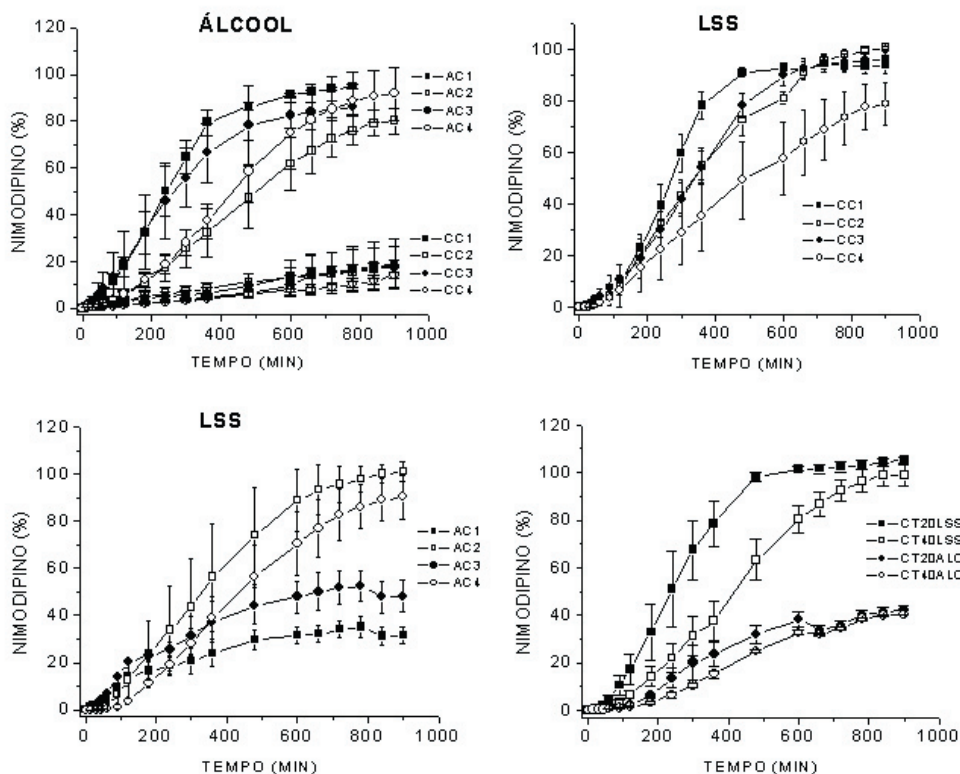 ÁLCOOL
NIMODIPINO (%)
120
100
80
60
40
20
0
AC1
AC2
AC3
AC4
CC1
CC2
CC3
CC4
0 200 400 600 800 1000
TEMPO (MIN)
LSS
NIMODIPINO (%)
100
80
60
40
20
0
CC1
CC2
CC3
CC4
0 200 400 600 800 1000
TEMPO (MIN)
LSS
NIMODIPINO (%)
120
100
80
60
40
20
0
AC1
AC2
AC3
AC4
0 200 400 600 800 1000
TEMPO (MIN)
NIMODIPINO (%)
120
100
80
60
40
20
0
CT20LSS
CT40LSS
CT20ALC
CT40ALC
0 200 400 600 800 1000
TEMPO (MIN)